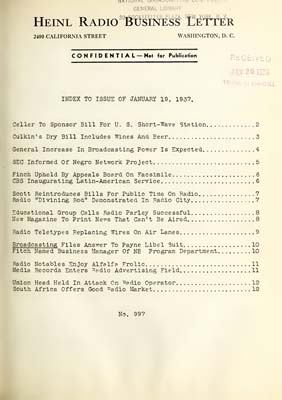 GENERAL LIBRARY
HEINL RADIO BUSINESS LETTER
2400 CALIFORNIA STREET WASHINGTON, D. C.
CONFIDENTIAL—Not for Publication
RECEIVED
INDEX TO ISSUE OF JANUARY 19, 1937.
Celler To Sponsor Bill For U. S. Short-Wave Station..............2
Culkin's Dry Bill Includes Wines And Beer........................3
General Increase In Broadcasting Power Is Expected...............4
SEC Informed Of Negro Network Project............................5
Finch Upheld By Appeals Board On Facsimile.......................6
CBS Inaugurating Latin-American Service..........................6
Scott Reintroduces Bills For Public Time On Radio................7
Radio "Divining Rod" Demonstrated In Radio City..................7
Educational Group Calls Radio Parley Successful..................8
New Magazine To Print News That Can't Be Aired...................8
Radio Teletypes Replacing Wires On Air Lanes.....................9
Broadcasting Files Answer To Payne Libel Suit...................10
Fitch Named Business Manager Of NBC Program Department..........10
Radio Notables Enjoy Alfalfa Frolic.............................11
Media Records Enters Radio Advertising Field....................11
Union Head Held In Attack On Radio Operator.....................12
South Africa Offers Good Radio Market...........................12
No. 997